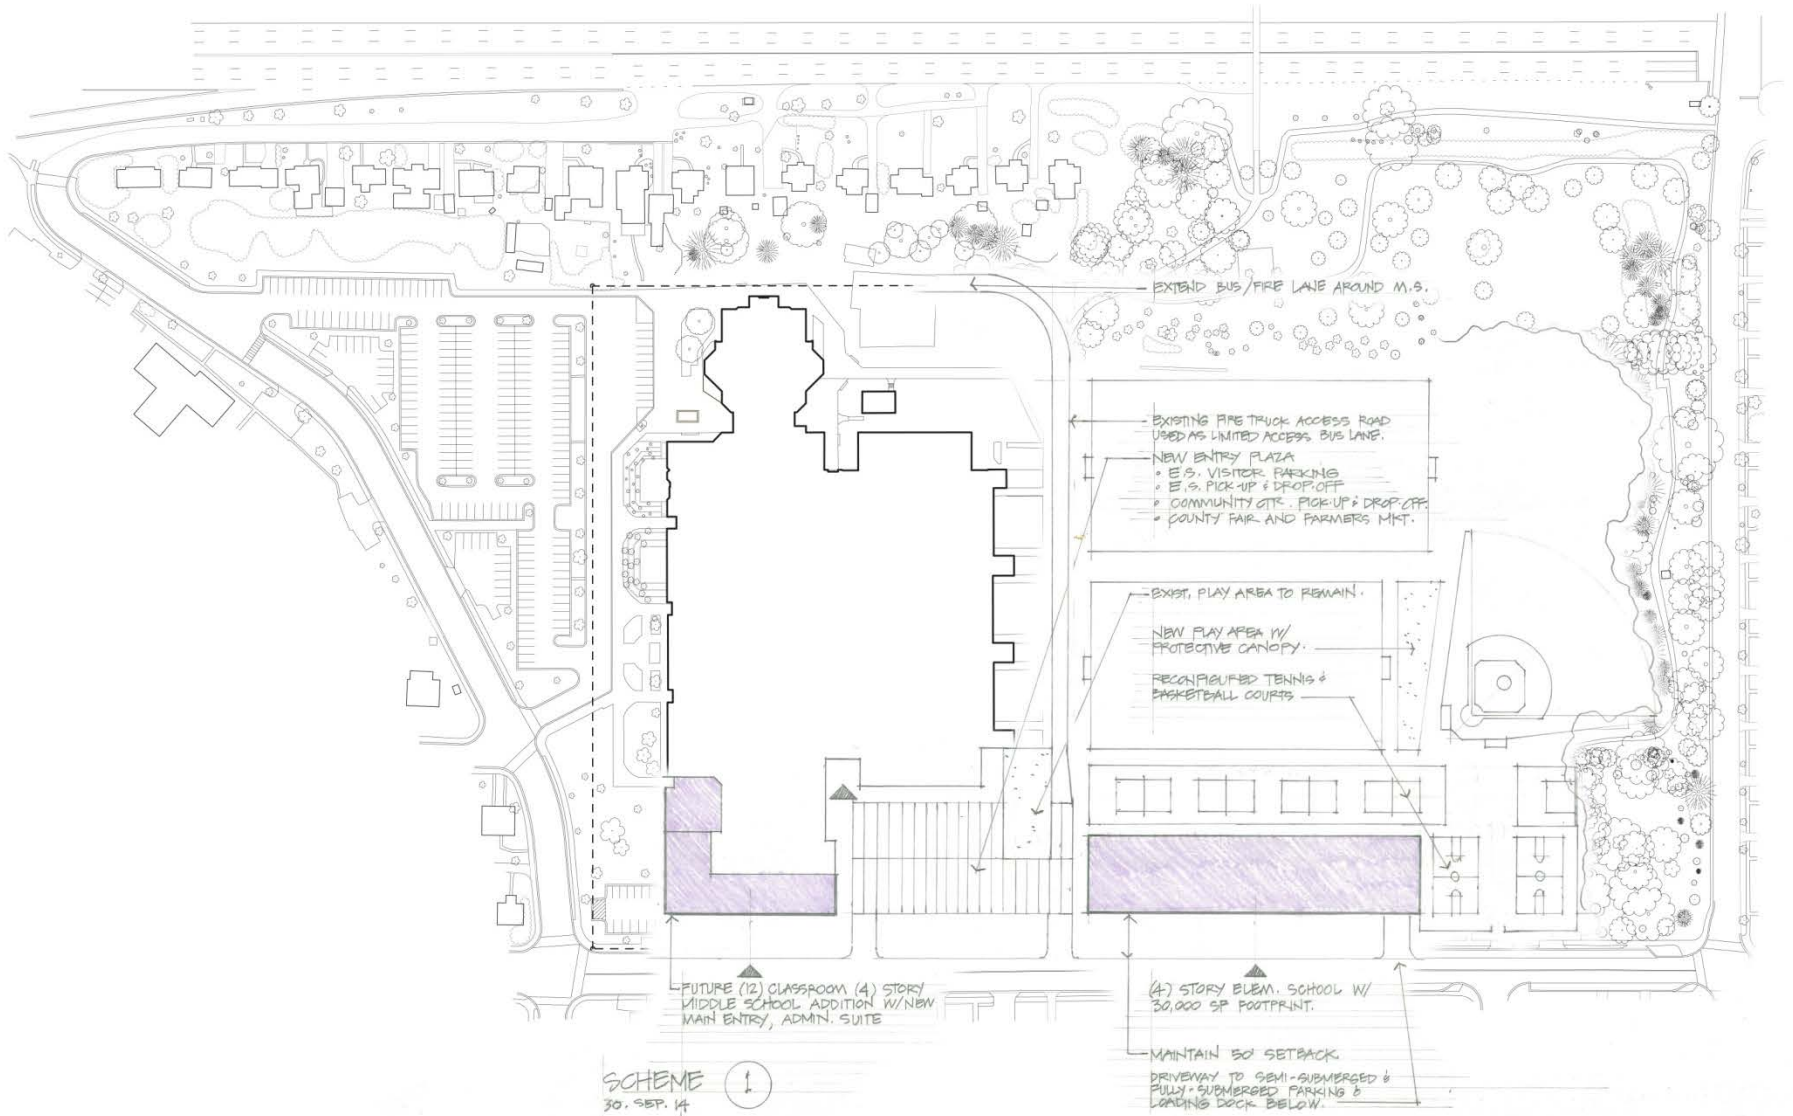 EXTEND BUS/FIRE LANE AROUND M.S.
EXISTING FIRE TRUCK ACCESS ROAD
USED AS LIMITED ACCESS BUS LANE.
NEW ENTRY PLAZA
• E.S. VISITOR PARKING
• E.S. PICK-UP & DROP-OFF
• COMMUNITY CTR. PICK-UP & DROP-OFF
• COUNTY FAIR AND FARMERS MKT.
EXIST. PLAY AREA TO REMAIN.
NEW PLAY AREA W/
PROTECTIVE CANOPY.
RECONFIGURED TENNIS &
BASKETBALL COURTS
FUTURE (12) CLASSROOM (4) STORY
MIDDLE SCHOOL ADDITION W/NEW
MAIN ENTRY, ADMIN. SUITE
(4) STORY ELEM. SCHOOL W/
30,000 SF FOOTPRINT.
MAINTAIN 50' SETBACK
DRIVEWAY TO SEMI-SUBMERGED &
FULLY-SUBMERGED PARKING &
LOADING DOCK BELOW.
SCHEME 1
30. SEP. 14